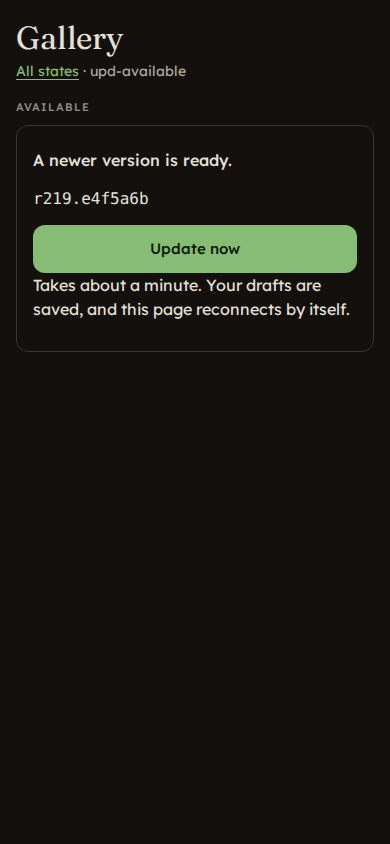 Gallery
All states · upd-available
AVAILABLE
A newer version is ready.
r219.e4f5a6b
Update now
Takes about a minute. Your drafts are
saved, and this page reconnects by itself.